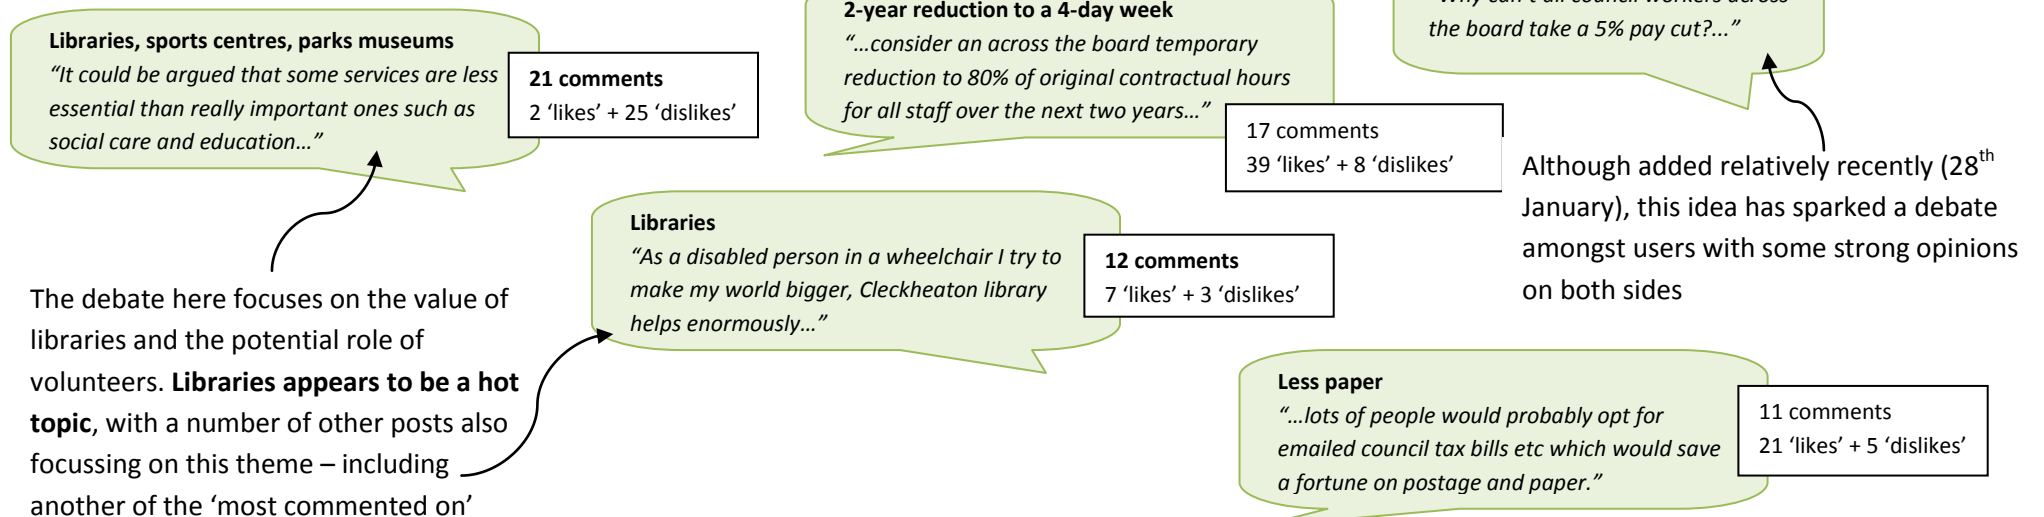 Libraries, sports centres, parks museums
“It could be argued that some services are less
essential than really important ones such as
social care and education…”
21 comments
2 ‘likes’ + 25 ‘dislikes’
2-year reduction to a 4-day week
“…consider an across the board temporary
reduction to 80% of original contractual hours
for all staff over the next two years…”
17 comments
39 ‘likes’ + 8 ‘dislikes’
“Why can’t all council workers across
the board take a 5% pay cut?...”
Although added relatively recently (28th
January), this idea has sparked a debate
amongst users with some strong opinions
on both sides
Libraries
“As a disabled person in a wheelchair I try to
make my world bigger, Cleckheaton library
helps enormously…”
12 comments
7 ‘likes’ + 3 ‘dislikes’
The debate here focuses on the value of
libraries and the potential role of
volunteers. Libraries appears to be a hot
topic, with a number of other posts also
focussing on this theme – including
another of the ‘most commented on’
Less paper
“…lots of people would probably opt for
emailed council tax bills etc which would save
a fortune on postage and paper.”
11 comments
21 ‘likes’ + 5 ‘dislikes’